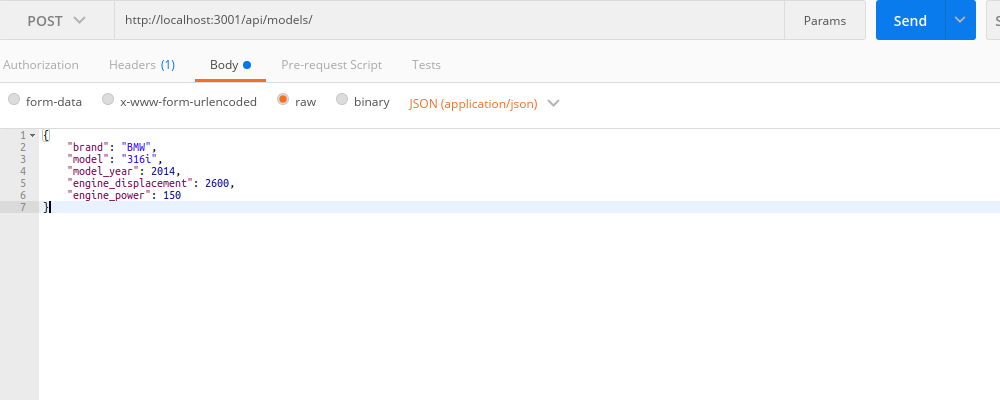 POST http://localhost:3001/api/models/ Params Send S
Authorization Headers (1) Body Pre-request Script Tests
form-data x-www-form-urlencoded raw binary JSON (application/json)
1 {
2 "brand": "BMW",
3 "model": "316i",
4 "model_year": 2014,
5 "engine_displacement": 2600,
6 "engine_power": 150
7 }